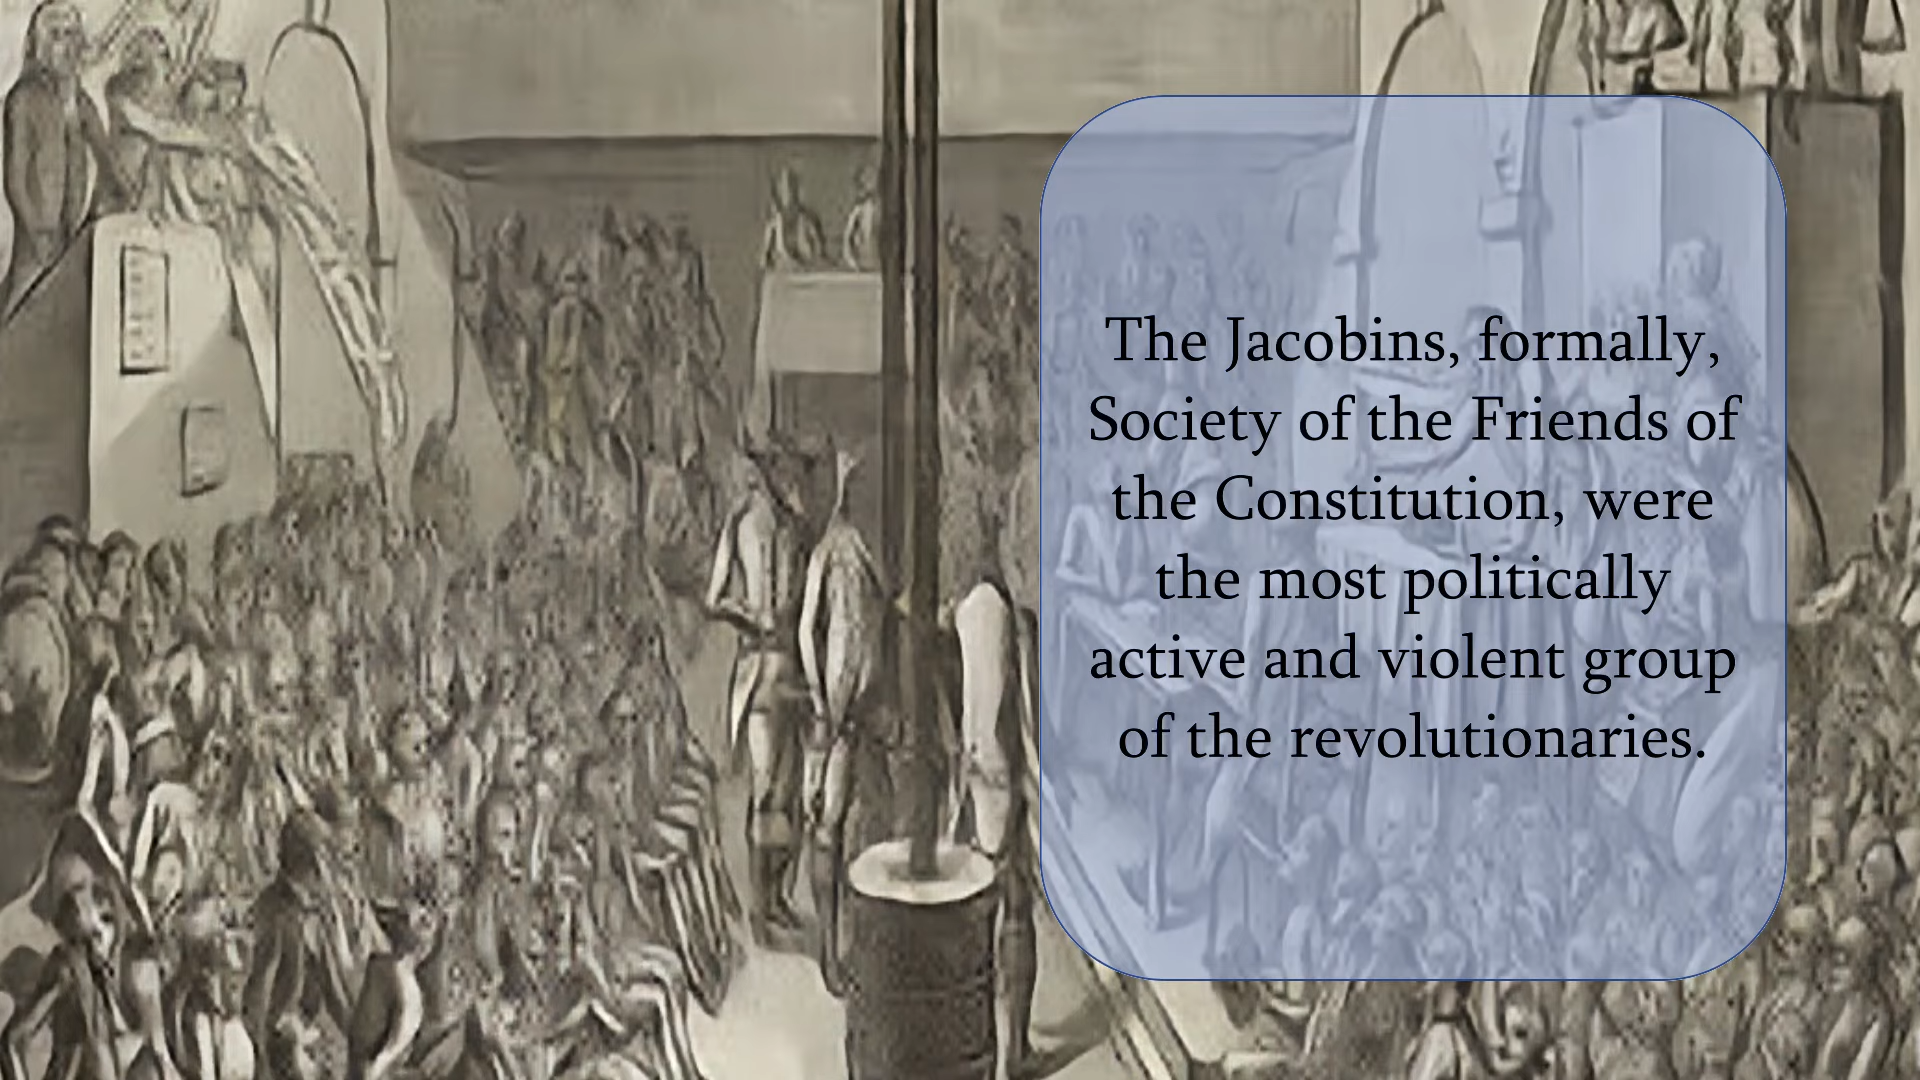 The Jacobins, formally,
Society of the Friends of
the Constitution, were
the most politically
active and violent group
of the revolutionaries.